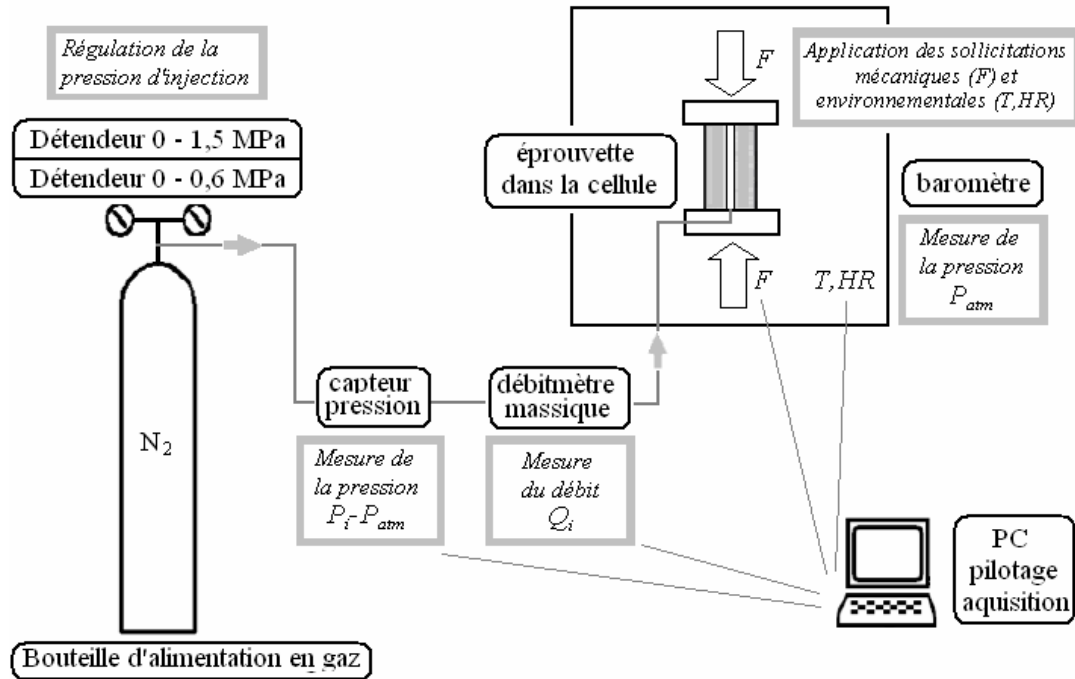 Régulation de la
pression d'injection
Détendeur 0 - 1,5 MPa
Détendeur 0 - 0,6 MPa
N2
Bouteille d'alimentation en gaz
capteur
pression
Mesure de
la pression
Pi-Patm
débitmètre
massique
Mesure
du débit
Qi
éprouvette
dans la cellule
F
F
T,HR
Application des sollicitations
mécaniques (F) et
environnementales (T,HR)
baromètre
Mesure de
la pression
Patm
PC
pilotage
aquisition